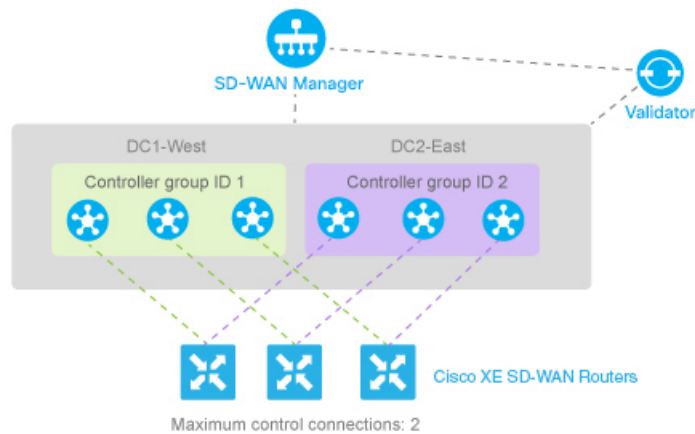 SD-WAN Manager
Validator
DC1-West
DC2-East
Controller group ID 1
Controller group ID 2
Cisco XE SD-WAN Routers
Maximum control connections: 2